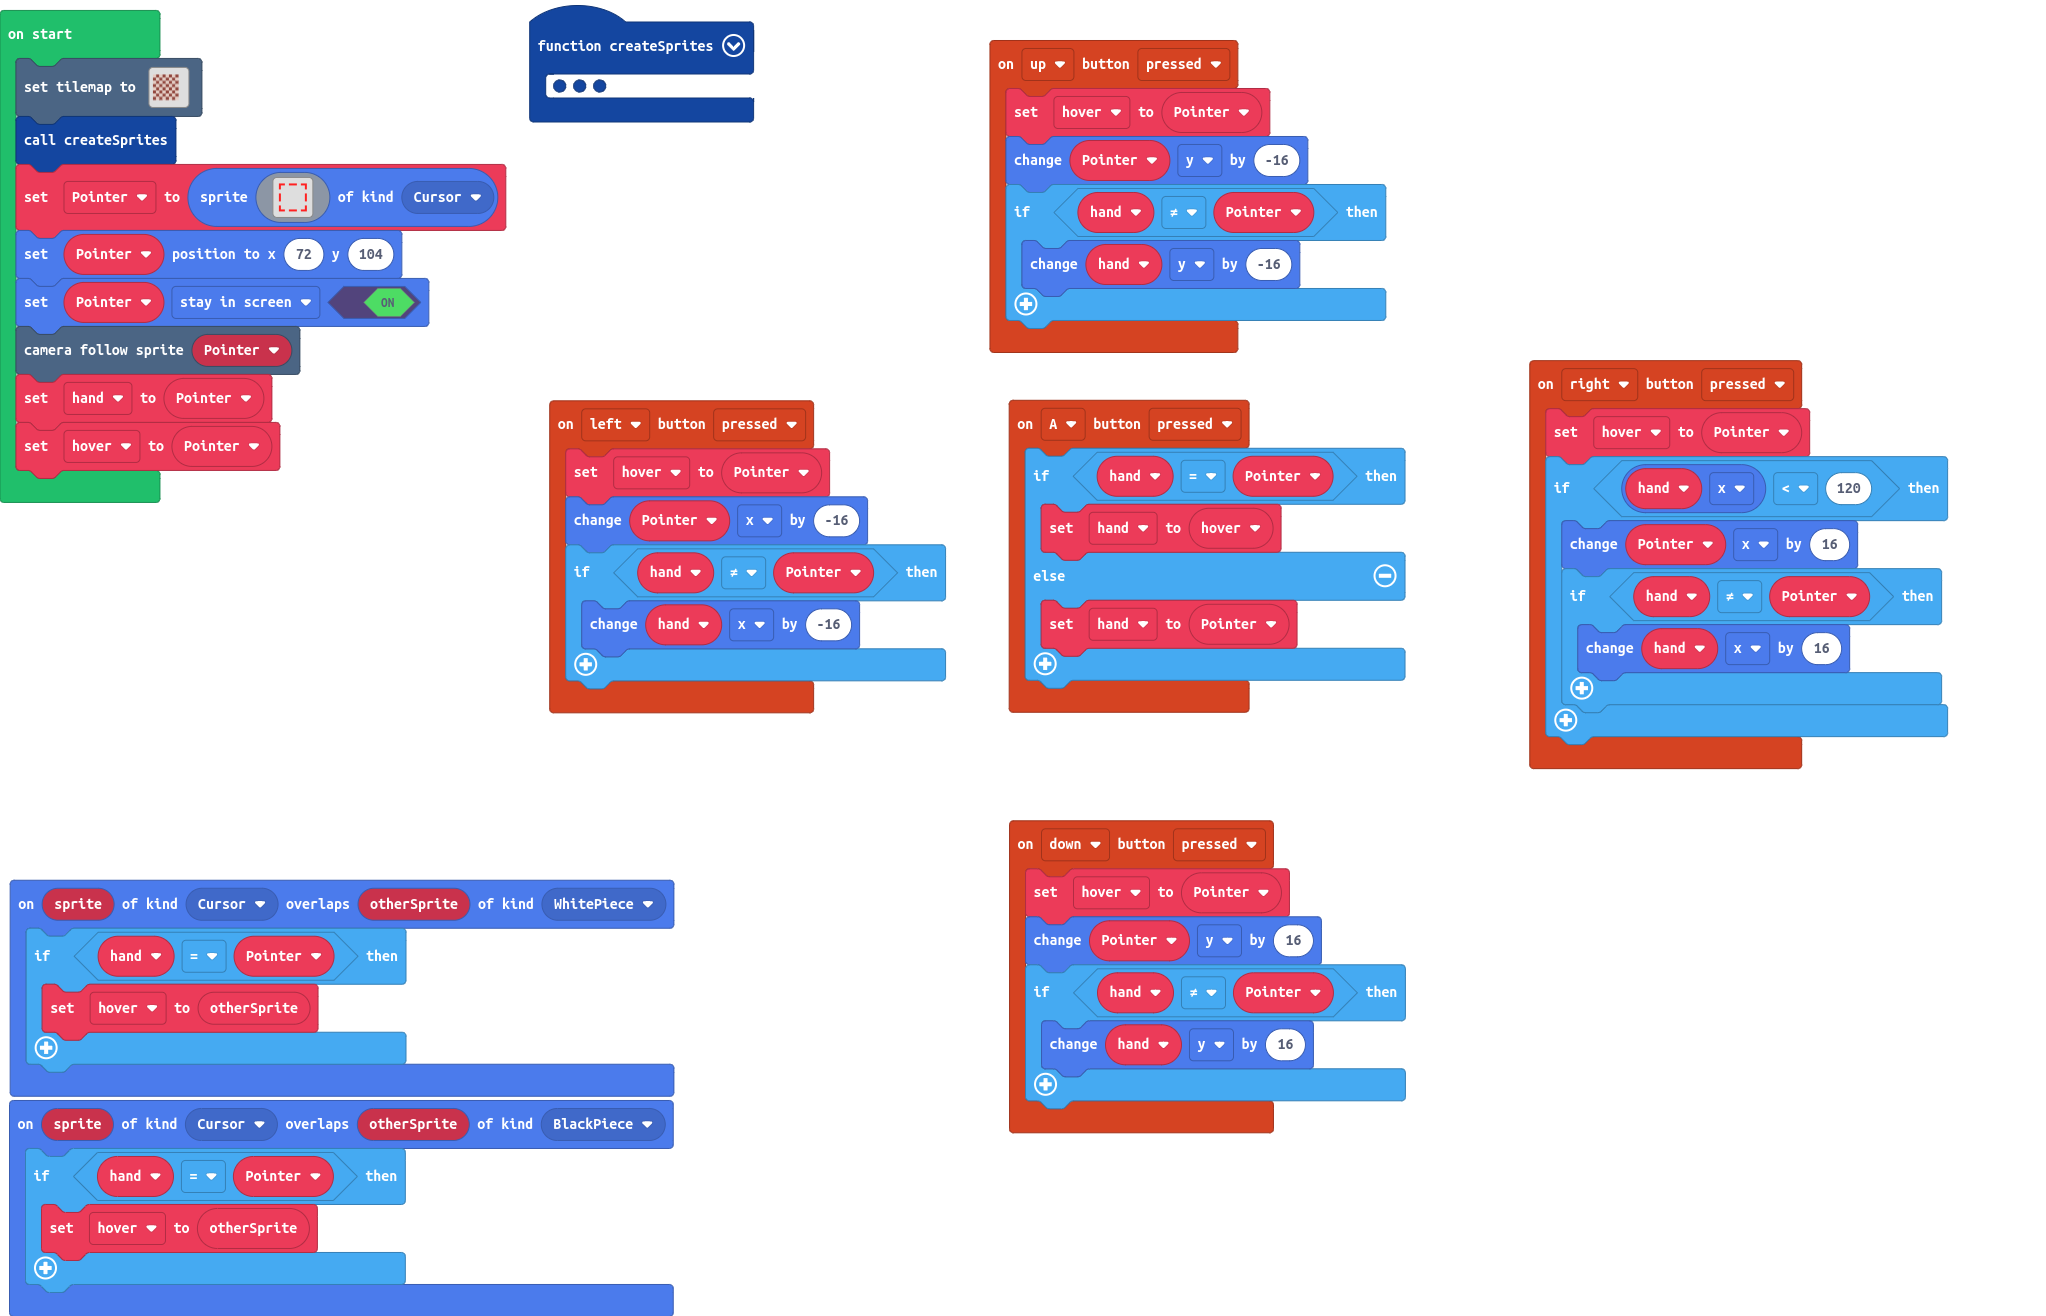 on start
set tilemap to
call createSprites
set Pointer to sprite of kind Cursor
set Pointer position to x 72 y 104
set Pointer stay in screen ON
camera follow sprite Pointer
set hand to Pointer
set hover to Pointer
function createSprites
on up button pressed
set hover to Pointer
change Pointer y by -16
if hand ≠ Pointer then
change hand y by -16
on left button pressed
set hover to Pointer
change Pointer x by -16
if hand ≠ Pointer then
change hand x by -16
on A button pressed
if hand = Pointer then
set hand to hover
else
set hand to Pointer
on right button pressed
set hover to Pointer
if hand x < 120 then
change Pointer x by 16
if hand ≠ Pointer then
change hand x by 16
on down button pressed
set hover to Pointer
change Pointer y by 16
if hand ≠ Pointer then
change hand y by 16
on sprite of kind Cursor overlaps otherSprite of kind WhitePiece
if hand = Pointer then
set hover to otherSprite
on sprite of kind Cursor overlaps otherSprite of kind BlackPiece
if hand = Pointer then
set hover to otherSprite